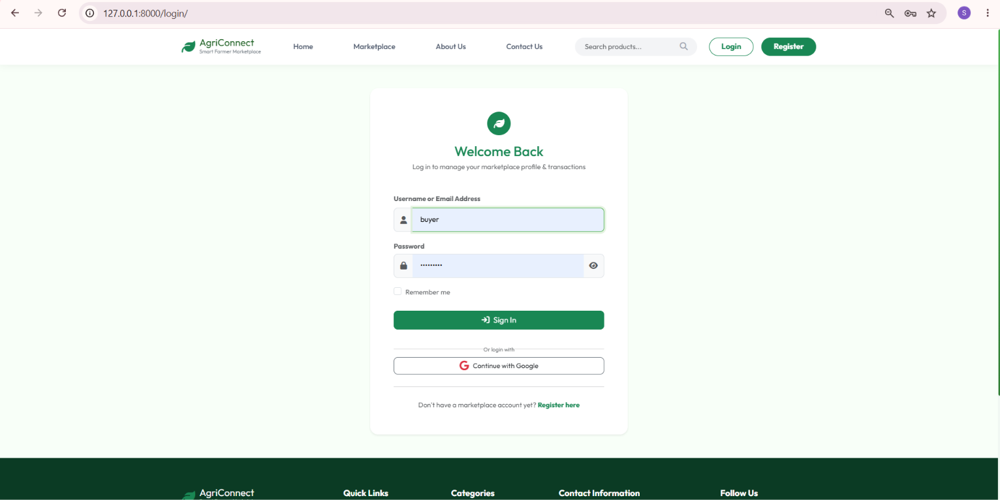 127.0.0.1:8000/login/
S
AgriConnect
Smart Farmer Marketplace
Home
Marketplace
About Us
Contact Us
Search products...
Login
Register
Welcome Back
Log in to manage your marketplace profile & transactions
Username or Email Address
buyer
Password
•••••••••
Remember me
Sign In
Or login with
Continue with Google
Don't have a marketplace account yet? Register here
AgriConnect
Quick Links
Categories
Contact Information
Follow Us